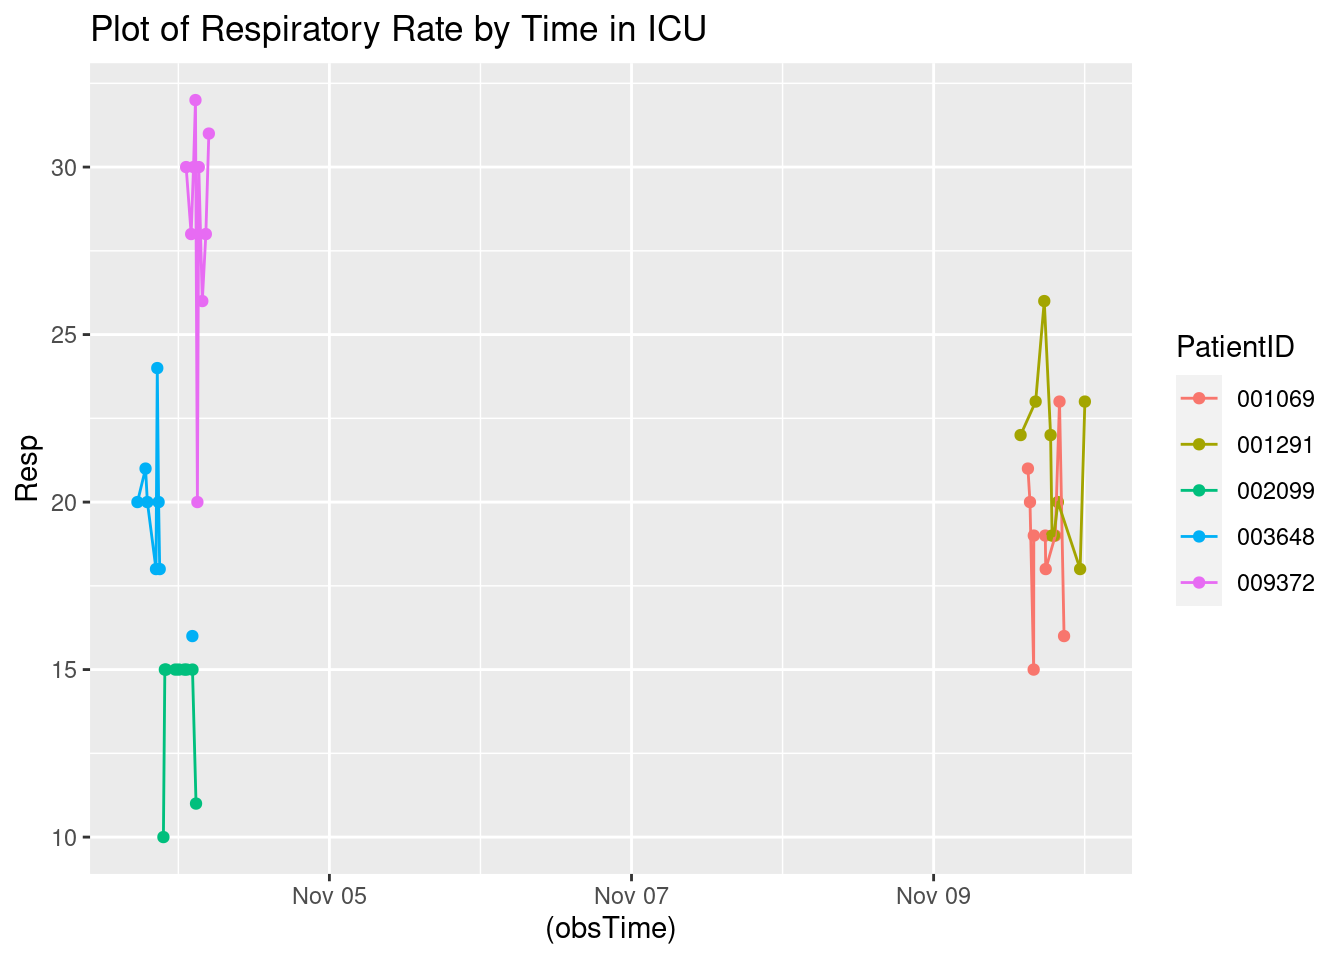 Plot of Respiratory Rate by Time in ICU
Resp
30
25
20
15
10
Nov 05
Nov 07
Nov 09
(obsTime)
PatientID
001069
001291
002099
003648
009372